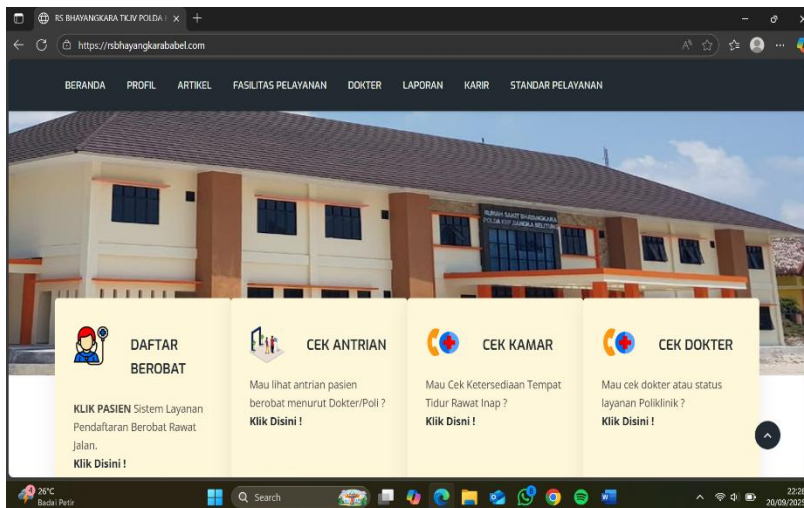 RS BHAYANGKARA TK.IV POLDA
https://rsbhayangkarababel.com
BERANDA PROFIL ARTIKEL FASILITAS PELAYANAN DOKTER LAPORAN KARIR STANDAR PELAYANAN
RUMAH SAKIT BHAYANGKARA
POLDA KEP. BANGKA BELITUNG
DAFTAR
BEROBAT
KLIK PASIEN Sistem Layanan
Pendaftaran Berobat Rawat
Jalan.
Klik Disini !
CEK ANTRIAN
Mau lihat antrian pasien
berobat menurut Dokter/Poli ?
Klik Disini !
CEK KAMAR
Mau Cek Ketersediaan Tempat
Tidur Rawat Inap ?
Klik Disni !
CEK DOKTER
Mau cek dokter atau status
layanan Poliklinik ?
Klik Disini !
26°C
Badai Petir
Search
22:28
20/09/2025